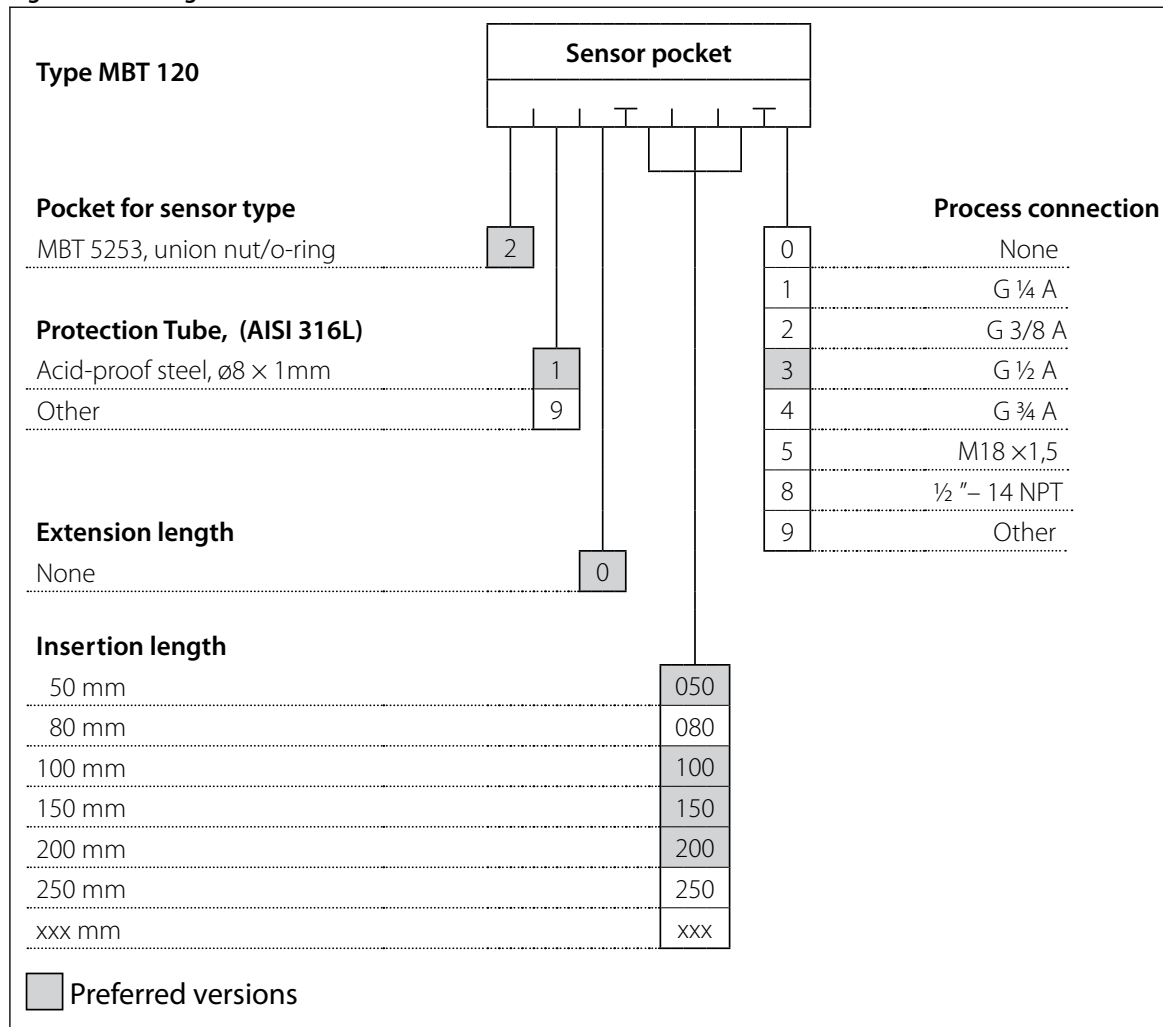 Type MBT 120
Sensor pocket
Pocket for sensor type
MBT 5253, union nut/o-ring 2
Protection Tube, (AISI 316L)
Acid-proof steel, ø8 × 1mm 1
Other 9
Extension length
None 0
Insertion length
50 mm 050
80 mm 080
100 mm 100
150 mm 150
200 mm 200
250 mm 250
xxx mm xxx
Process connection
0 None
1 G ¼ A
2 G 3/8 A
3 G ½ A
4 G ¾ A
5 M18 ×1,5
8 ½ "– 14 NPT
9 Other
Preferred versions